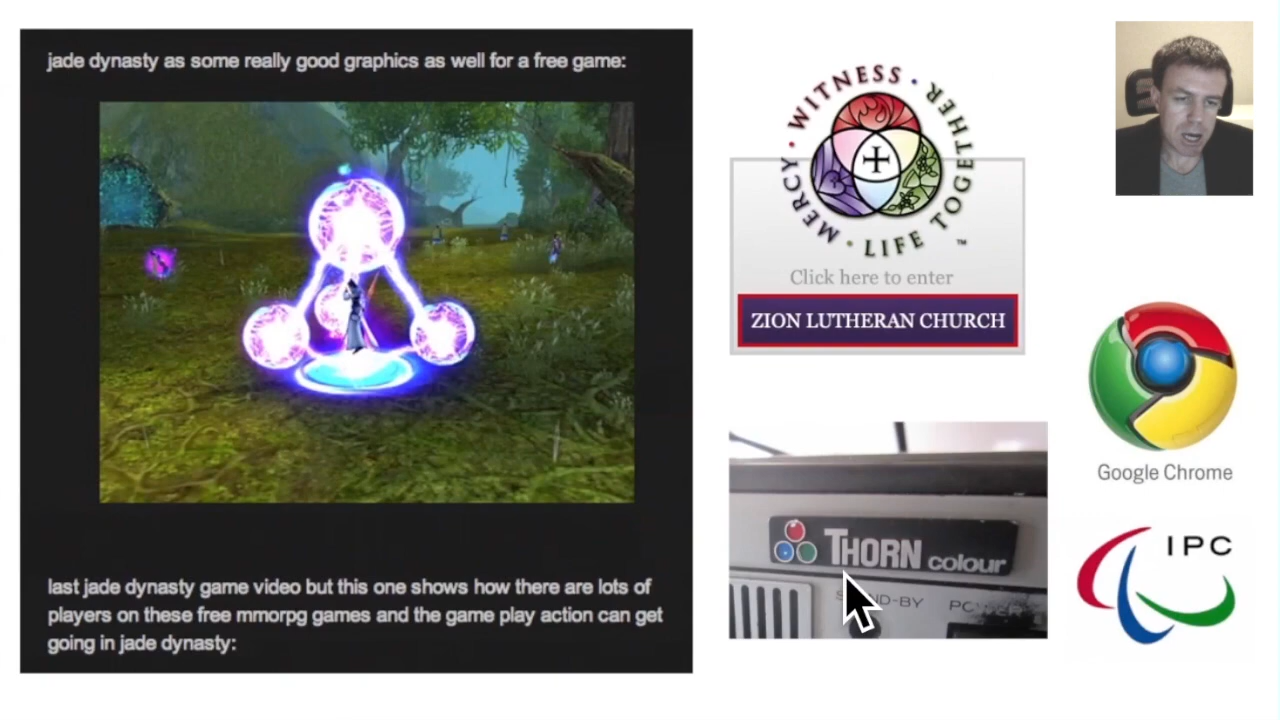 jade dynasty as some really good graphics as well for a free game:
last jade dynasty game video but this one shows how there are lots of
players on these free mmorpg games and the game play action can get
going in jade dynasty:
MERCY · WITNESS · LIFE TOGETHER ™
Click here to enter
ZION LUTHERAN CHURCH
THORN colour
POWER
Google Chrome
IPC